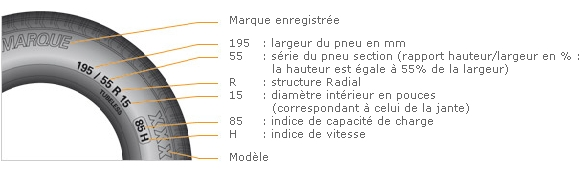 Marque enregistrée
MARQUE
195 / 55 R 15
TUBELESS
85 H
XXX
195 : largeur du pneu en mm
55 : série du pneu section (rapport hauteur/largeur en % :
la hauteur est égale à 55% de la largeur)
R : structure Radial
15 : diamètre intérieur en pouces
(correspondant à celui de la jante)
85 : indice de capacité de charge
H : indice de vitesse
Modèle